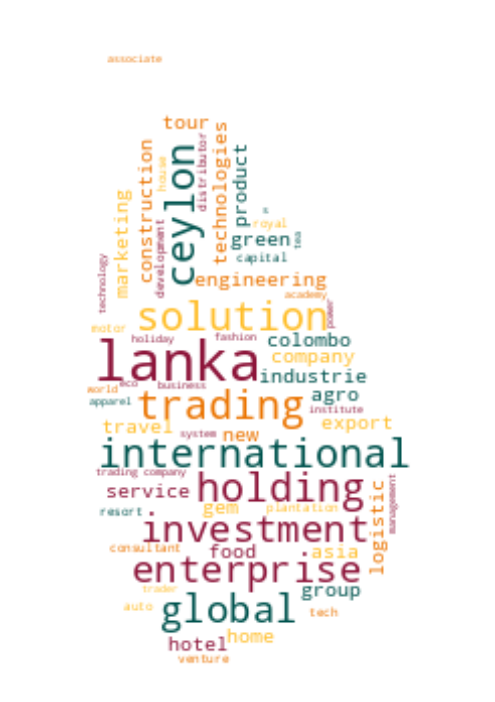 associate
tour
ceylon
construction
house
distributor
technologies
product
marketing
development
technology
s
royal
green
tea
capital
engineering
academy
power
solution
motor
holiday
fashion
colombo
lanka
company
industrie
world
eco
business
apparel
trading
agro
institute
travel
system
new
export
international
trading company
service
holding
logistic
management
resort
gem
plantation
investment
consultant
food
asia
enterprise
trader
group
auto
global
tech
hotel
home
venture